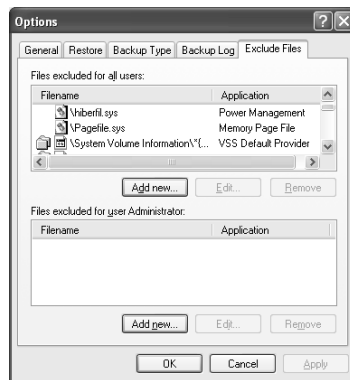 Options
General Restore Backup Type Backup Log Exclude Files
Files excluded for all users:
Filename Application
\hiberfil.sys Power Management
\Pagefile.sys Memory Page File
\System Volume Information\*{... VSS Default Provider
Add new... Edit... Remove
Files excluded for user Administrator:
Filename Application
Add new... Edit... Remove
OK Cancel Apply